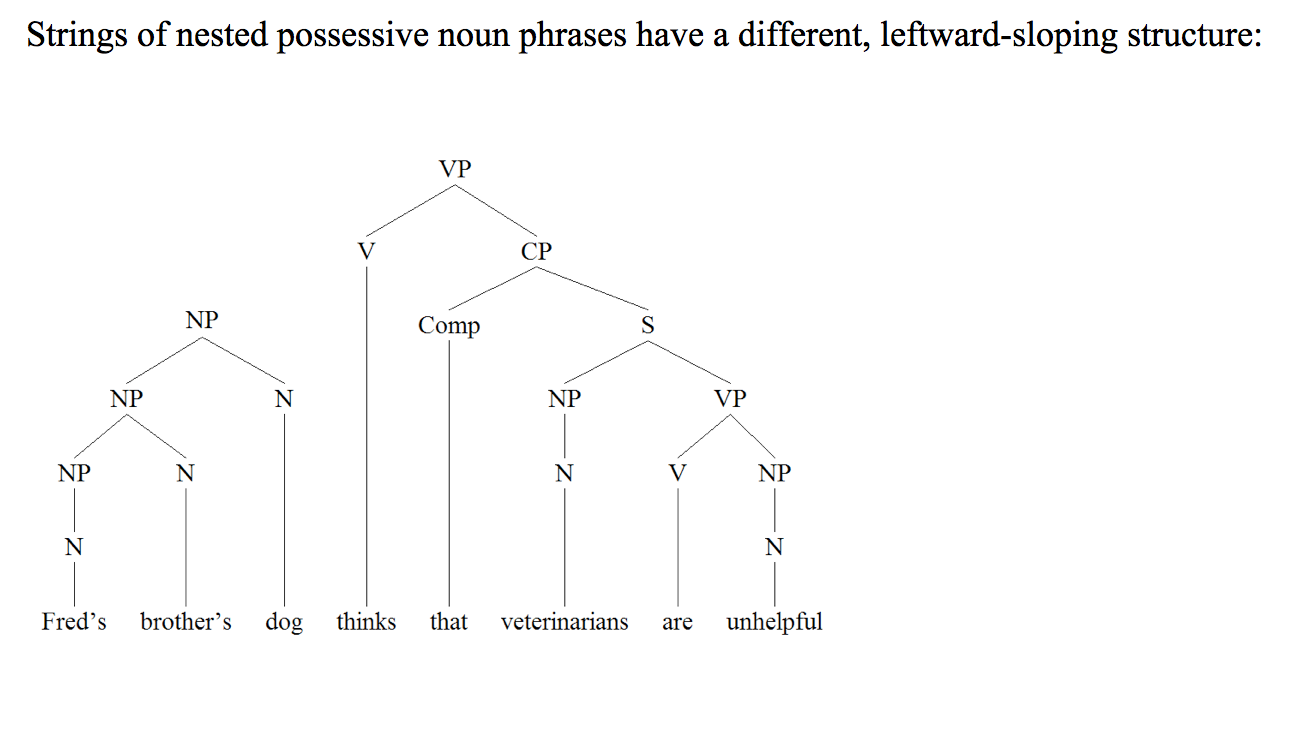 Strings of nested possessive noun phrases have a different, leftward-sloping structure:
VP
V CP
NP Comp S
NP N NP VP
NP N N V NP
N N
Fred’s brother’s dog thinks that veterinarians are unhelpful